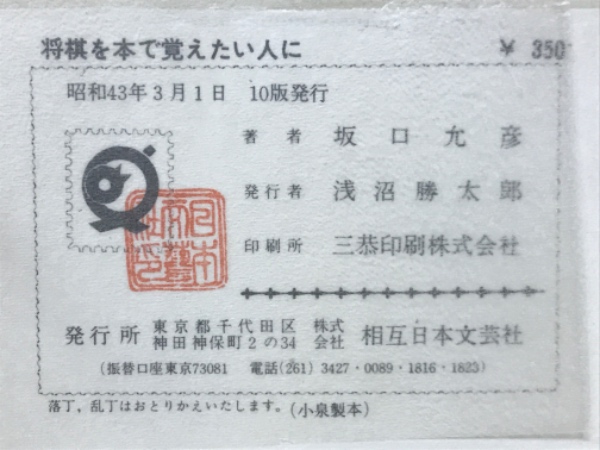 将棋を本で覚えたい人に ¥ 350
昭和43年3月1日 10版発行
著者 坂口允彦
発行者 浅沼勝太郎
印刷所 三恭印刷株式会社
発行所 東京都千代田区神田神保町2の34 株式会社 相互日本文芸社
(振替口座東京73081 電話(261) 3427・0089・1816・1823)
落丁,乱丁はおとりかえいたします。(小泉製本)